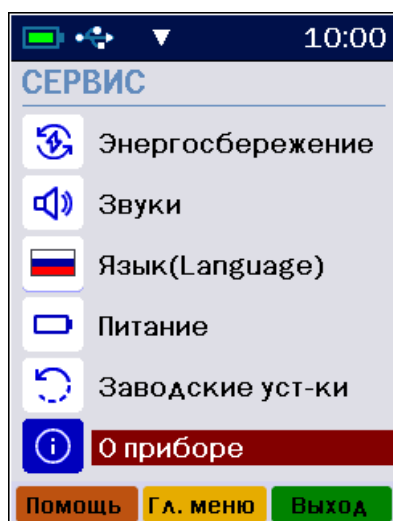 10:00
СЕРВИС
Энергосбережение
Звуки
Язык(Language)
Питание
Заводские уст-ки
О приборе
Помощь Гл. меню Выход